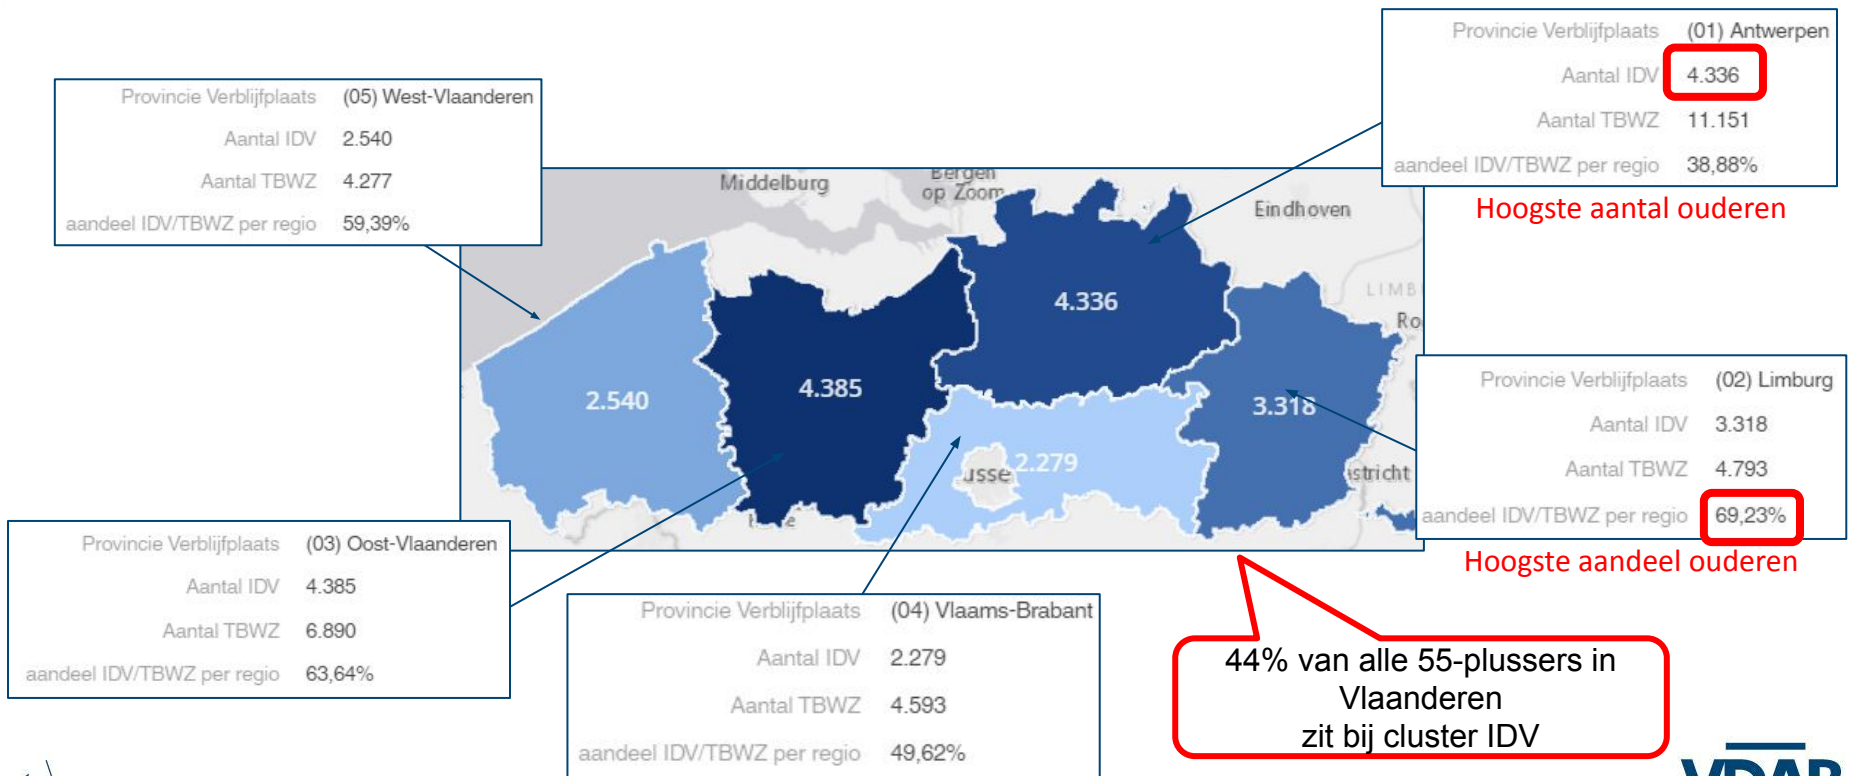 Provincie Verblijfplaats (01) Antwerpen
Aantal IDV 4.336
Aantal TBWZ 11.151
aandeel IDV/TBWZ per regio 38,88%
Hoogste aantal ouderen
Provincie Verblijfplaats (05) West-Vlaanderen
Aantal IDV 2.540
Aantal TBWZ 4.277
aandeel IDV/TBWZ per regio 59,39%
Middelburg
Bergen
op Zoom
Eindhoven
LIMB
Ro
4.336
4.385
2.540
3.318
2.279
usse
stricht
Provincie Verblijfplaats (02) Limburg
Aantal IDV 3.318
Aantal TBWZ 4.793
aandeel IDV/TBWZ per regio 69,23%
Hoogste aandeel ouderen
Provincie Verblijfplaats (03) Oost-Vlaanderen
Aantal IDV 4.385
Aantal TBWZ 6.890
aandeel IDV/TBWZ per regio 63,64%
Provincie Verblijfplaats (04) Vlaams-Brabant
Aantal IDV 2.279
Aantal TBWZ 4.593
aandeel IDV/TBWZ per regio 49,62%
44% van alle 55-plussers in
Vlaanderen
zit bij cluster IDV
VDAB